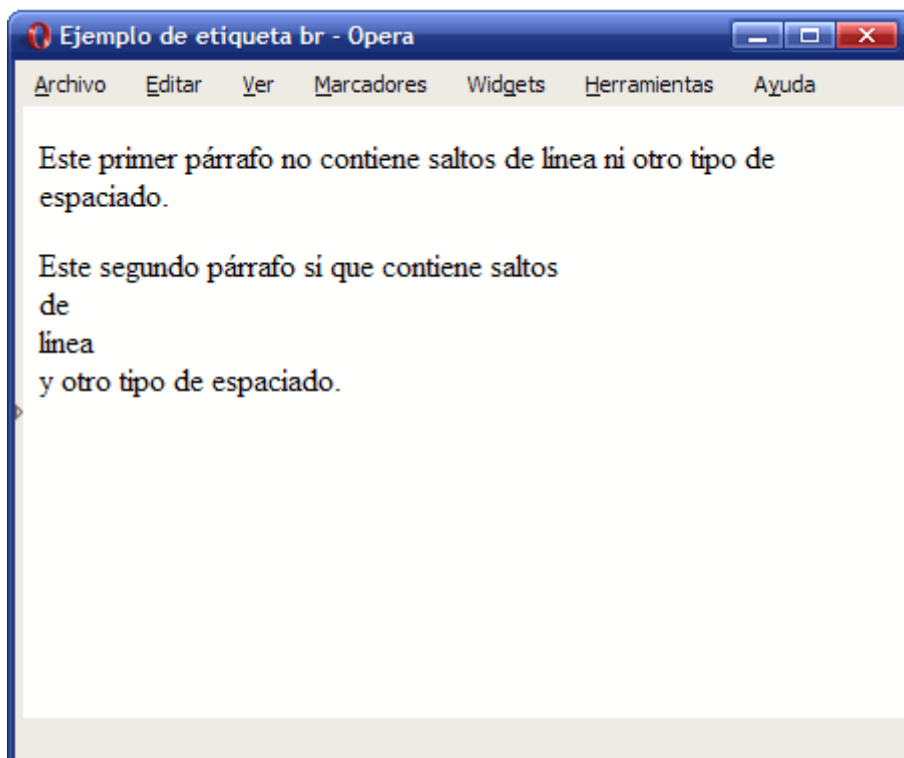 Ejemplo de etiqueta br - Opera
Archivo Editar Ver Marcadores Widgets Herramientas Ayuda
Este primer párrafo no contiene saltos de línea ni otro tipo de
espaciado.
Este segundo párrafo sí que contiene saltos
de
línea
y otro tipo de espaciado.